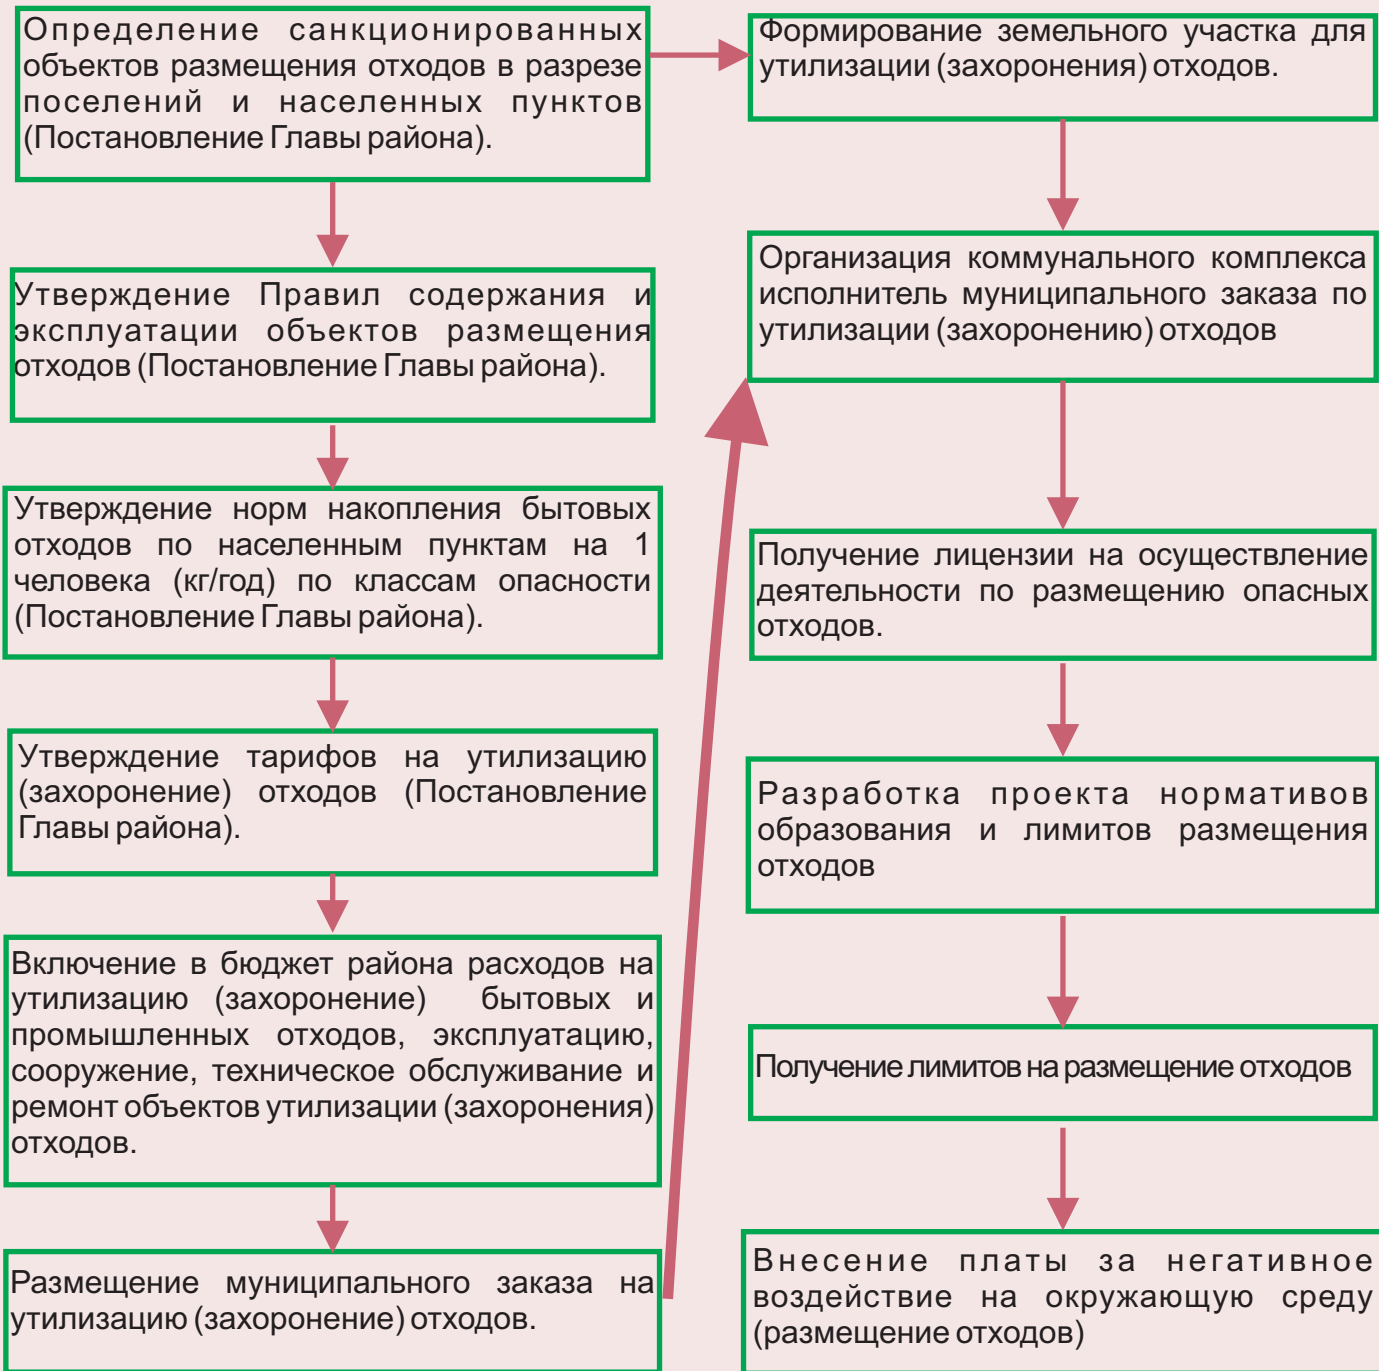 Определение санкционированных
объектов размещения отходов в разрезе
поселений и населенных пунктов
(Постановление Главы района).
Утверждение Правил содержания и
эксплуатации объектов размещения
отходов (Постановление Главы района).
Утверждение норм накопления бытовых
отходов по населенным пунктам на 1
человека (кг/год) по классам опасности
(Постановление Главы района).
Утверждение тарифов на утилизацию
(захоронение) отходов (Постановление
Главы района).
Включение в бюджет района расходов на
утилизацию (захоронение) бытовых и
промышленных отходов, эксплуатацию,
сооружение, техническое обслуживание и
ремонт объектов утилизации (захоронения)
отходов.
Размещение муниципального заказа на
утилизацию (захоронение) отходов.
Формирование земельного участка для
утилизации (захоронения) отходов.
Организация коммунального комплекса
исполнитель муниципального заказа по
утилизации (захоронению) отходов
Получение лицензии на осуществление
деятельности по размещению опасных
отходов.
Разработка проекта нормативов
образования и лимитов размещения
отходов
Получение лимитов на размещение отходов
Внесение платы за негативное
воздействие на окружающую среду
(размещение отходов)